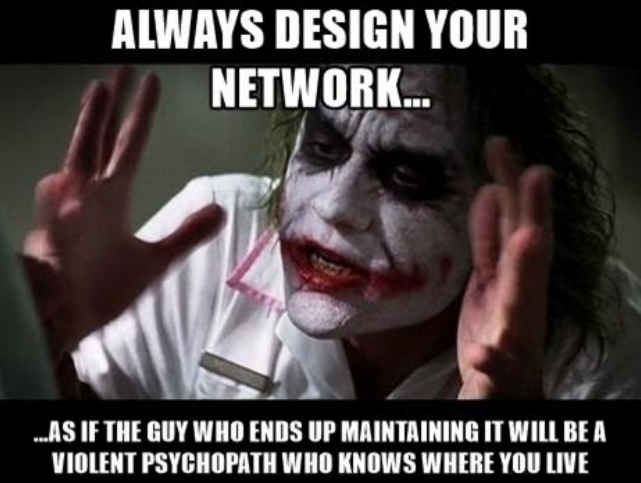 ALWAYS DESIGN YOUR
NETWORK...
...AS IF THE GUY WHO ENDS UP MAINTAINING IT WILL BE A
VIOLENT PSYCHOPATH WHO KNOWS WHERE YOU LIVE